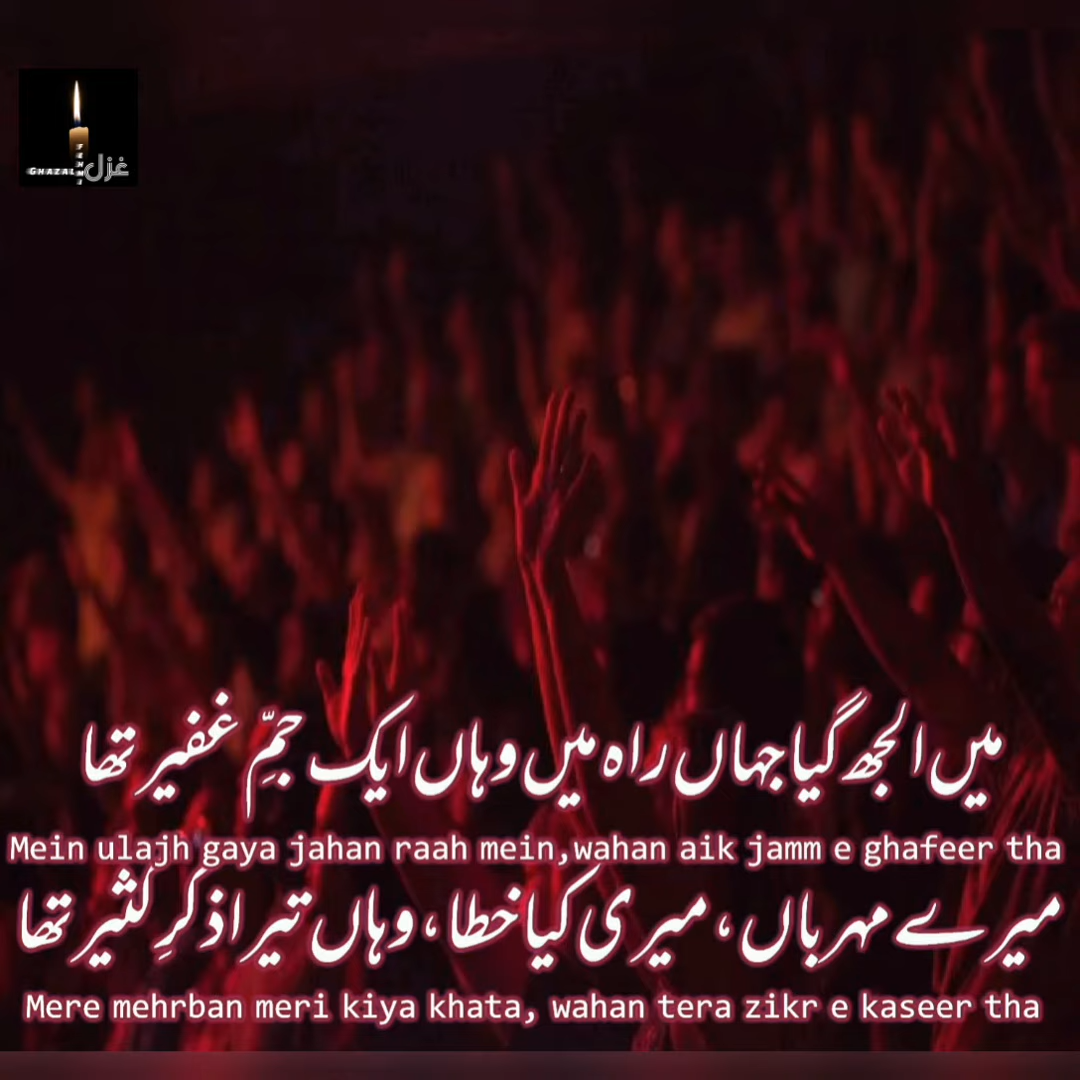 GHAZAL FEHMI غزل
میں الجھ گیا جہاں راہ میں وہاں ایک جمِّ غفیر تھا
Mein ulajh gaya jahan raah mein,wahan aik jamm e ghafeer tha
میرے مہرباں، میری کیا خطا، وہاں تیرا ذکرِ کثیر تھا
Mere mehrban meri kiya khata, wahan tera zikr e kaseer tha